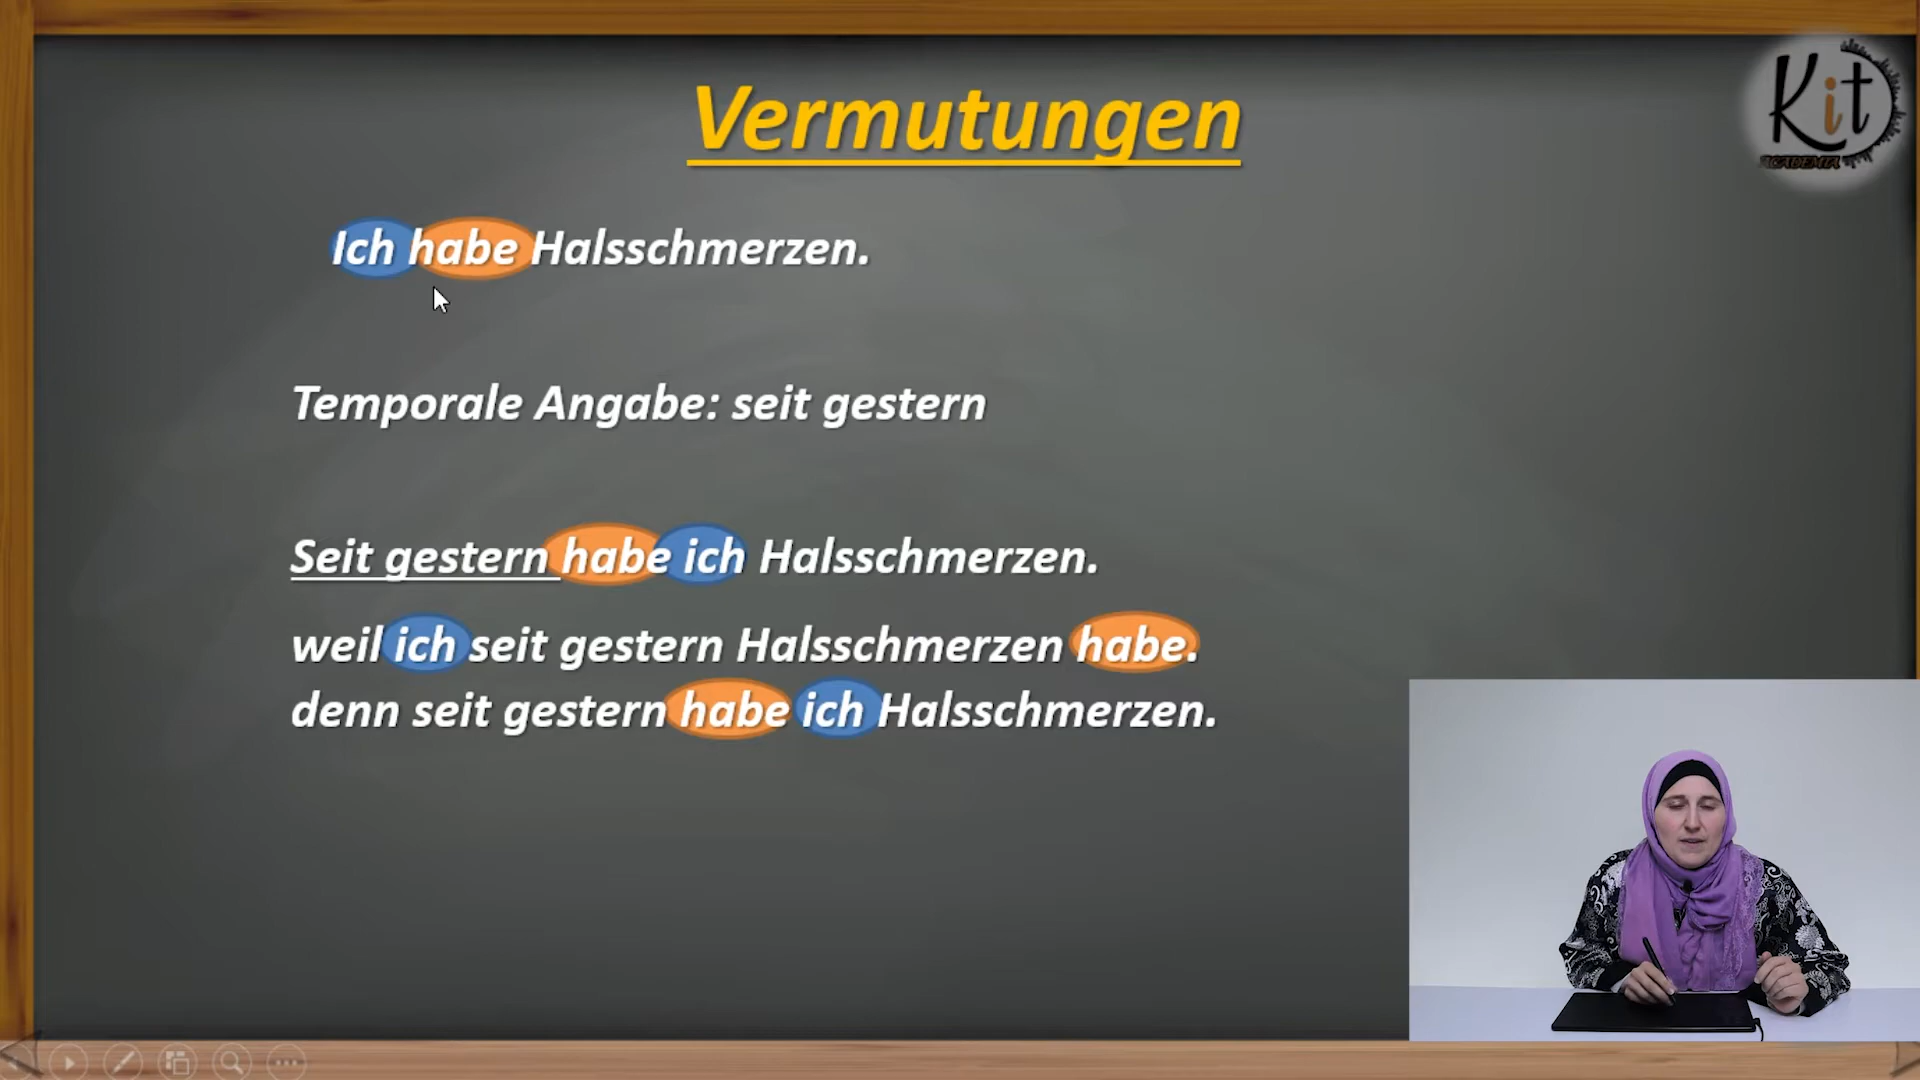 Vermutungen
Kit
ACADEMIA
Ich habe Halsschmerzen.
Temporale Angabe: seit gestern
Seit gestern habe ich Halsschmerzen.
weil ich seit gestern Halsschmerzen habe.
denn seit gestern habe ich Halsschmerzen.